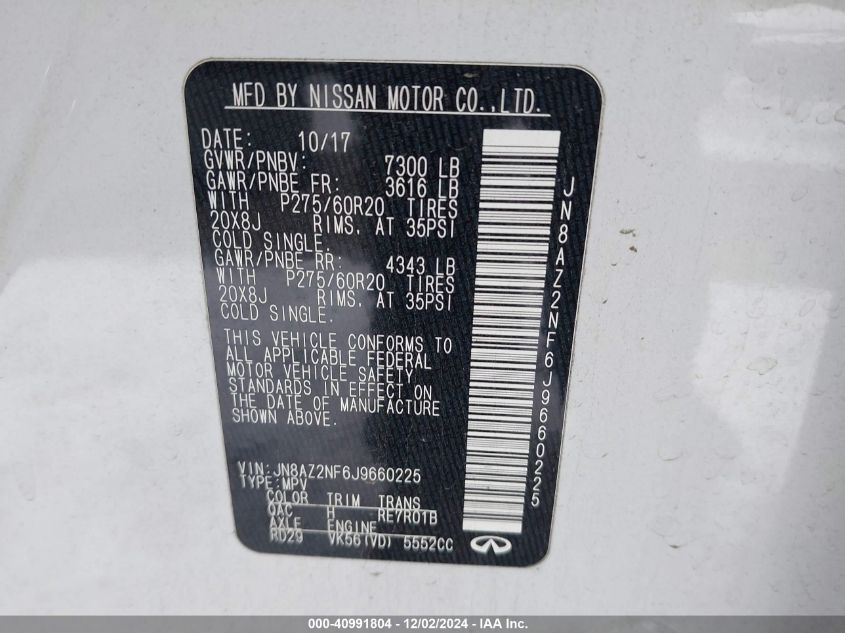 MFD BY NISSAN MOTOR CO.,LTD.
DATE: 10/17
GVWR/PNBV: 7300 LB
GAWR/PNBE FR: 3616 LB
WITH P275/60R20 TIRES
20X8J RIMS. AT 35PSI
COLD SINGLE.
GAWR/PNBE RR: 4343 LB
WITH P275/60R20 TIRES
20X8J RIMS. AT 35PSI
COLD SINGLE.
THIS VEHICLE CONFORMS TO
ALL APPLICABLE FEDERAL
MOTOR VEHICLE SAFETY
STANDARDS IN EFFECT ON
THE DATE OF MANUFACTURE
SHOWN ABOVE.
VIN:JN8AZ2NF6J9660225
TYPE:MPV
COLOR TRIM TRANS
QAC H RE7R01B
AXLE ENGINE
RD29 VK56(VD) 5552CC
JN8AZ2NF6J9660225
000-40991804 - 12/02/2024 - IAA Inc.